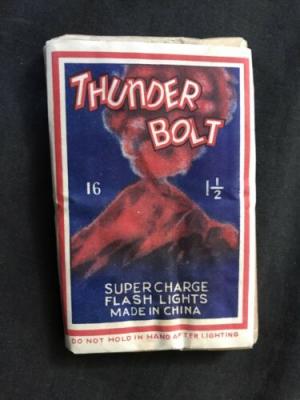 THUNDER
BOLT
16 1 1/2
SUPER CHARGE
FLASH LIGHTS
MADE IN CHINA
DO NOT HOLD IN HAND AFTER LIGHTING